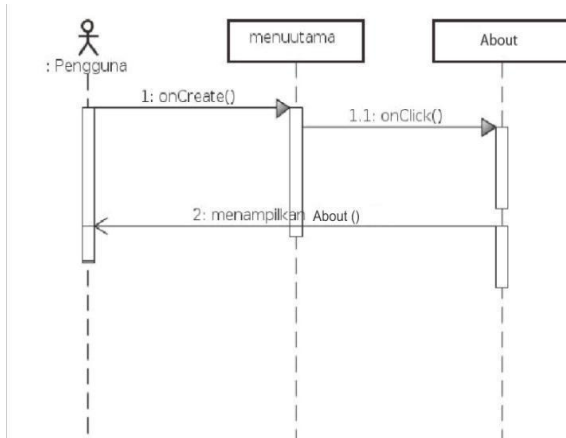 menuutama
About
: Pengguna
1: onCreate()
1.1: onClick()
2: menampilkan About ()